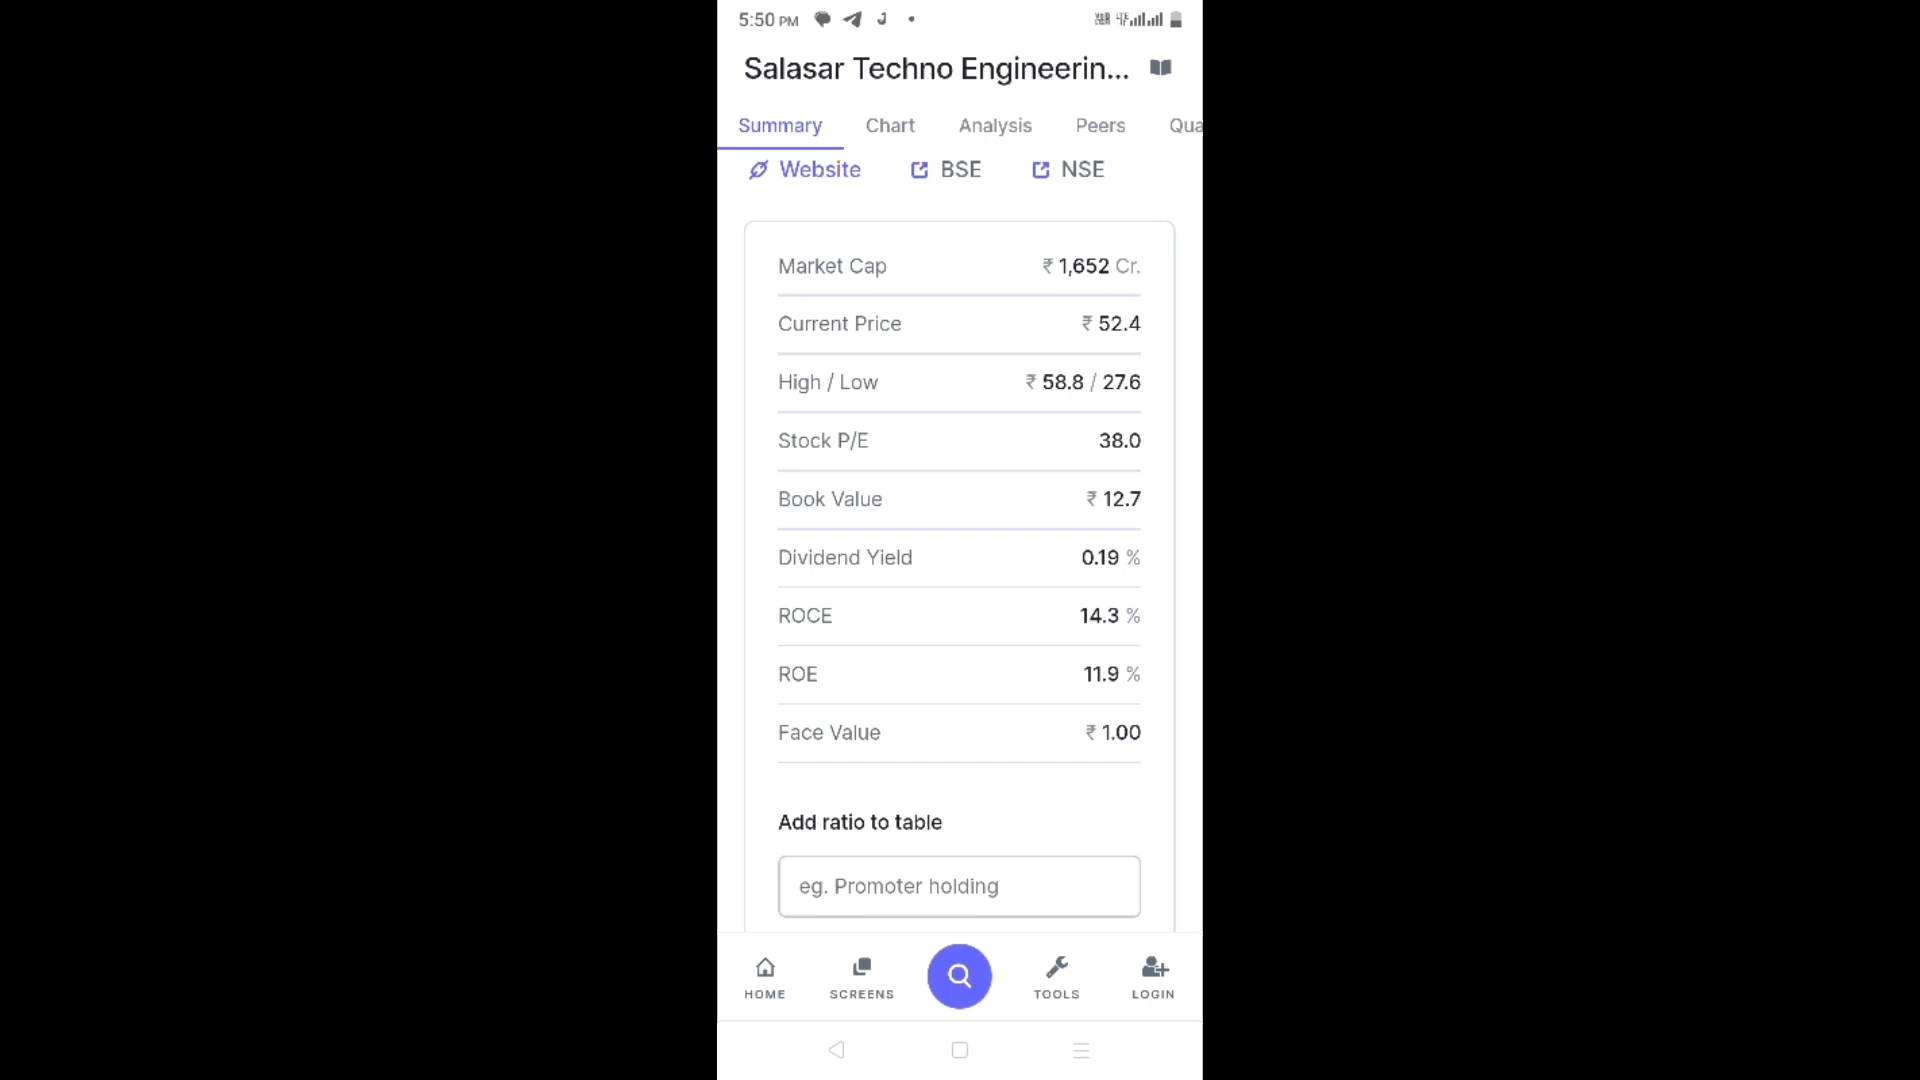 5:50 PM
Salasar Techno Engineerin...
Summary Chart Analysis Peers Qua
Website BSE NSE
Market Cap ₹ 1,652 Cr.
Current Price ₹ 52.4
High / Low ₹ 58.8 / 27.6
Stock P/E 38.0
Book Value ₹ 12.7
Dividend Yield 0.19 %
ROCE 14.3 %
ROE 11.9 %
Face Value ₹ 1.00
Add ratio to table
eg. Promoter holding
HOME SCREENS TOOLS LOGIN